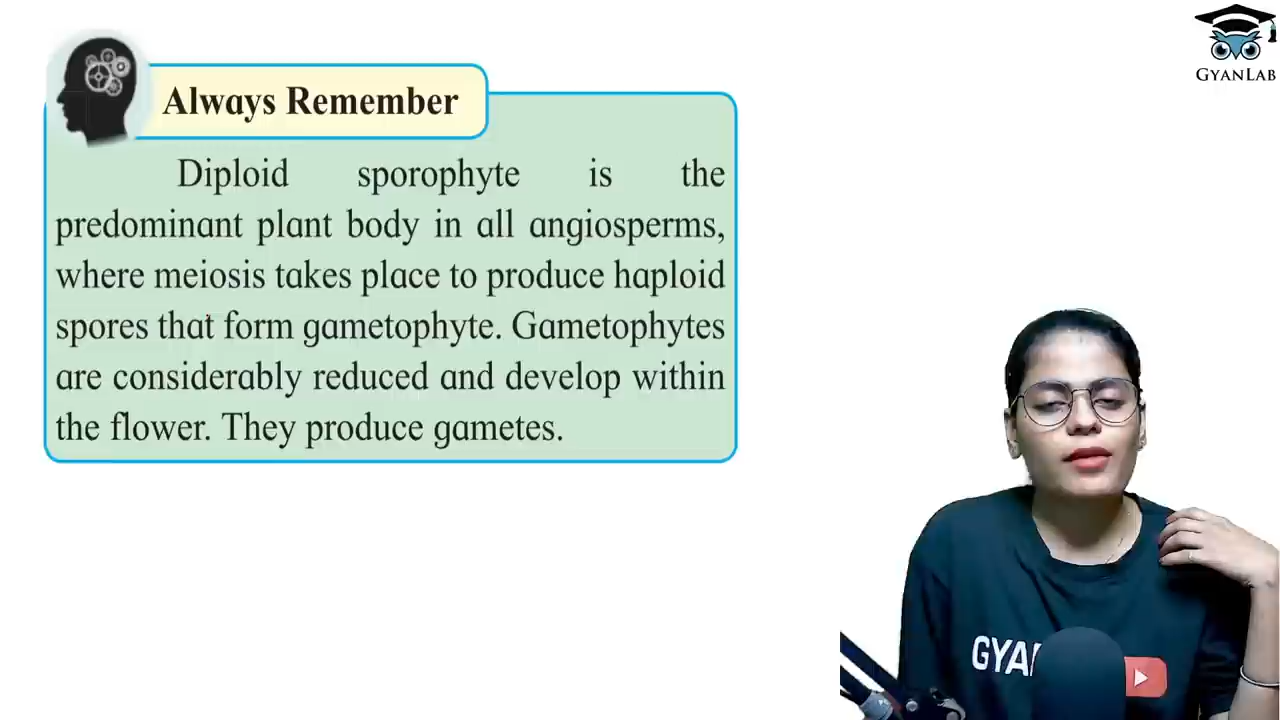 GYANLAB
Always Remember
Diploid sporophyte is the
predominant plant body in all angiosperms,
where meiosis takes place to produce haploid
spores that form gametophyte. Gametophytes
are considerably reduced and develop within
the flower. They produce gametes.
GYA